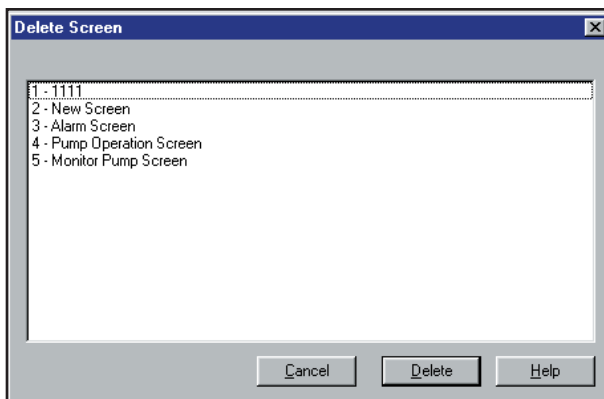 Delete Screen
1 - 1111
2 - New Screen
3 - Alarm Screen
4 - Pump Operation Screen
5 - Monitor Pump Screen
Cancel Delete Help